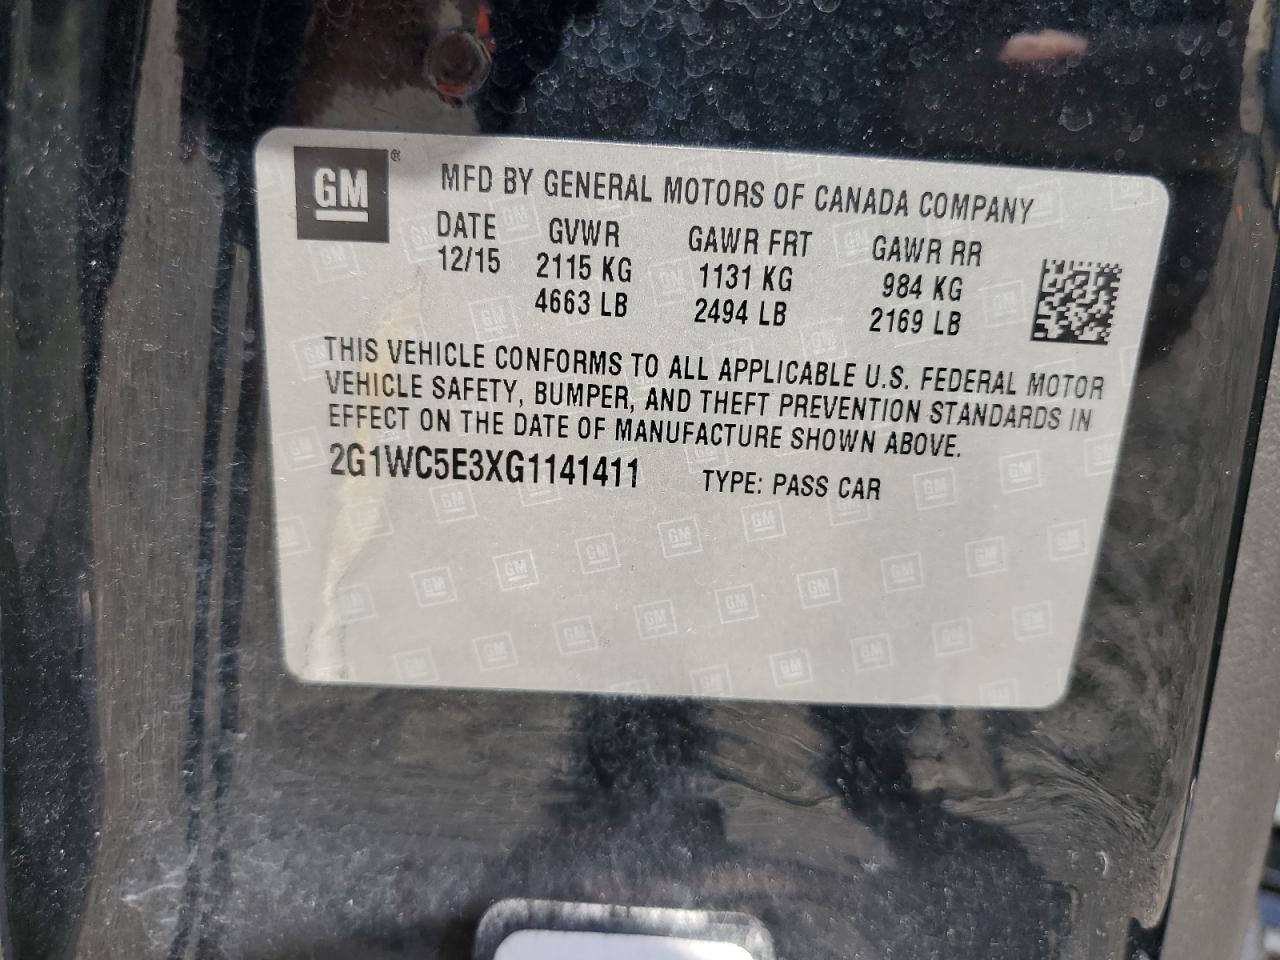 GM ®
MFD BY GENERAL MOTORS OF CANADA COMPANY
DATE GVWR GAWR FRT GAWR RR
12/15 2115 KG 1131 KG 984 KG
4663 LB 2494 LB 2169 LB
THIS VEHICLE CONFORMS TO ALL APPLICABLE U.S. FEDERAL MOTOR
VEHICLE SAFETY, BUMPER, AND THEFT PREVENTION STANDARDS IN
EFFECT ON THE DATE OF MANUFACTURE SHOWN ABOVE.
2G1WC5E3XG1141411 TYPE: PASS CAR